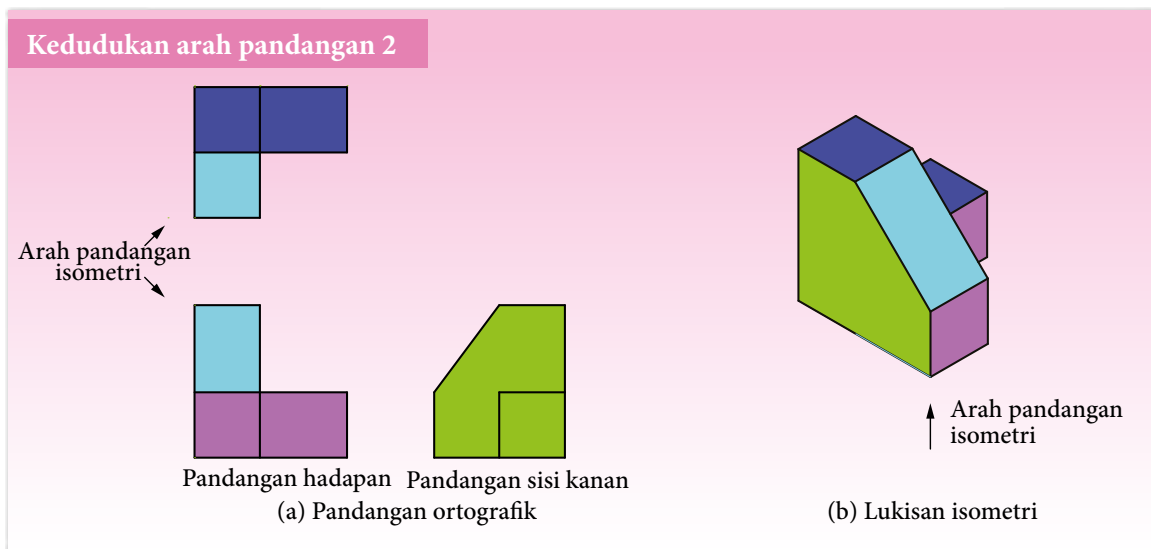 Kedudukan arah pandangan 2
Arah pandangan
isometri
Pandangan hadapan
Pandangan sisi kanan
(a) Pandangan ortografik
Arah pandangan
isometri
(b) Lukisan isometri